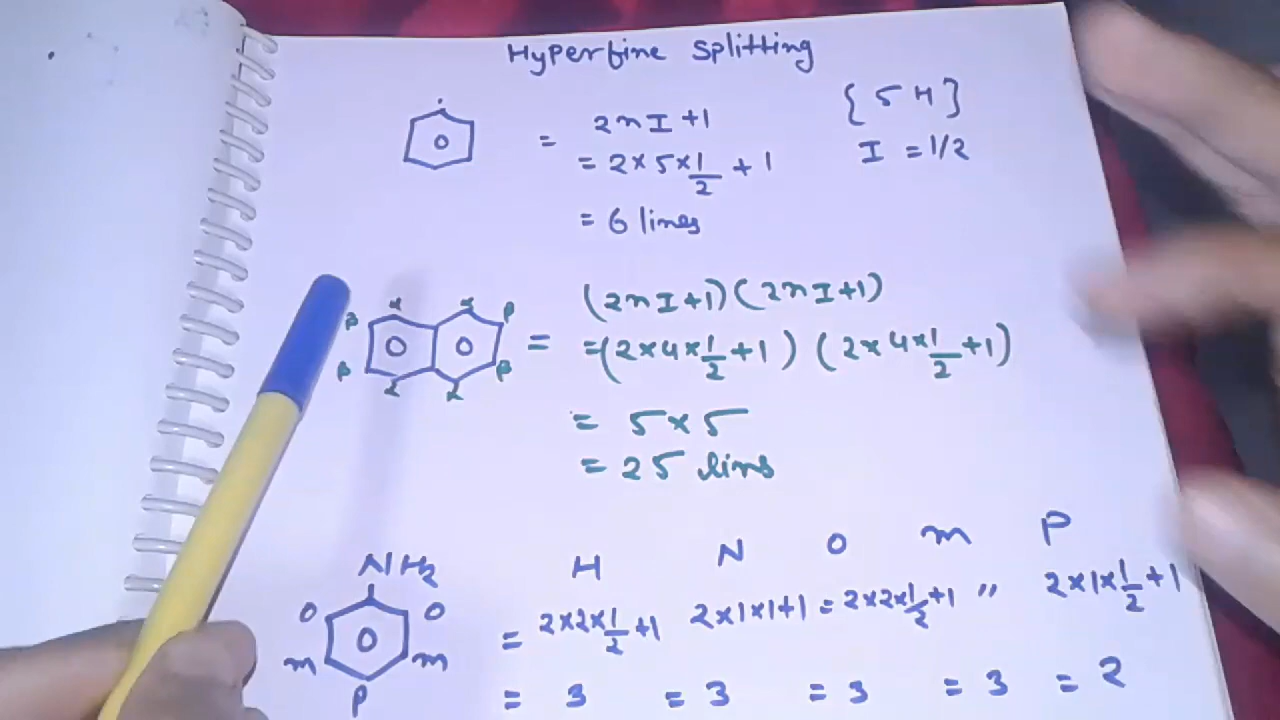 Hyperfine Splitting
= 2nI + 1 { 5 H }
= 2 × 5 × 1/2 + 1 I = 1/2
= 6 lines
α α
β β
β β
α α
= (2nI+1) (2nI+1)
= (2×4×1/2+1) (2×4×1/2+1)
= 5×5
= 25 lins
NH2
O O
m m
P
H N O m P
= 2×2×1/2+1 2×1×1+1 = 2×2×1/2+1 " 2×1×1/2+1
= 3 = 3 = 3 = 3 = 2